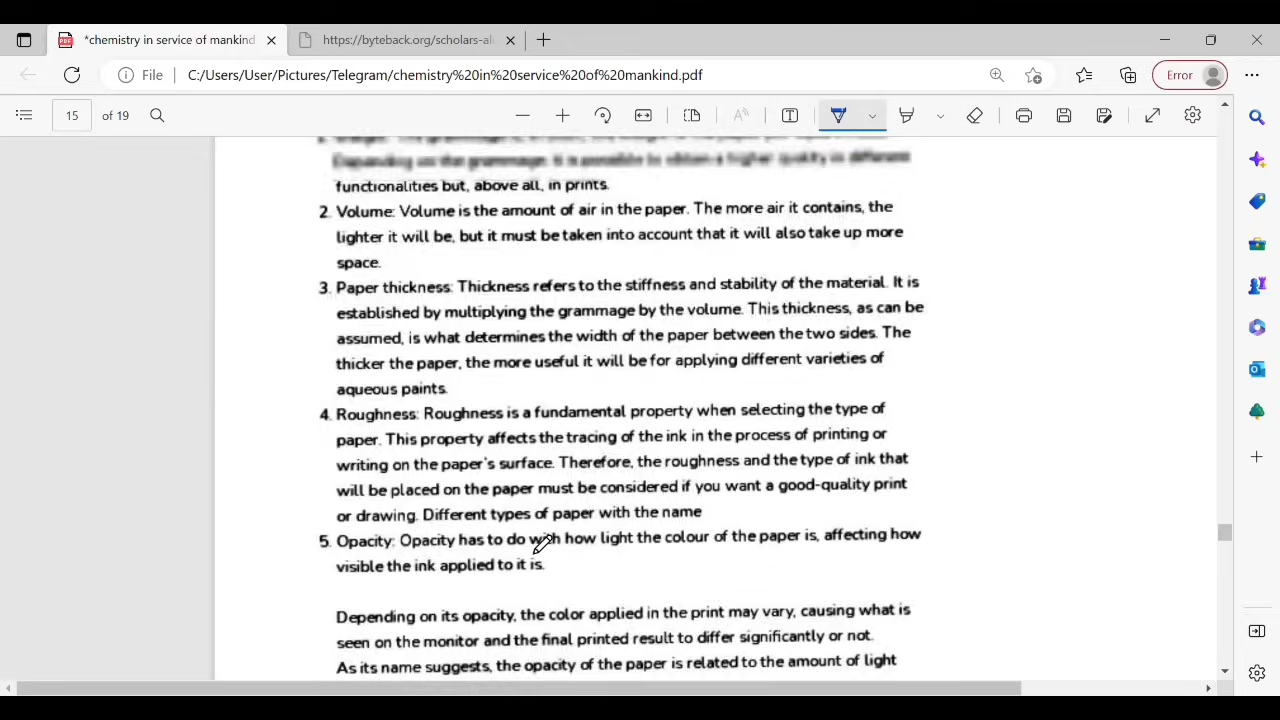 *chemistry in service of mankind
https://byteback.org/scholars-al
File
C:/Users/User/Pictures/Telegram/chemistry%20in%20service%20of%20mankind.pdf
Error
15 of 19
Depending on the grammage, it is possible to obtain a higher quality in different
functionalities but, above all, in prints.
2. Volume: Volume is the amount of air in the paper. The more air it contains, the
lighter it will be, but it must be taken into account that it will also take up more
space.
3. Paper thickness: Thickness refers to the stiffness and stability of the material. It is
established by multiplying the grammage by the volume. This thickness, as can be
assumed, is what determines the width of the paper between the two sides. The
thicker the paper, the more useful it will be for applying different varieties of
aqueous paints.
4. Roughness: Roughness is a fundamental property when selecting the type of
paper. This property affects the tracing of the ink in the process of printing or
writing on the paper's surface. Therefore, the roughness and the type of ink that
will be placed on the paper must be considered if you want a good-quality print
or drawing. Different types of paper with the name
5. Opacity: Opacity has to do with how light the colour of the paper is, affecting how
visible the ink applied to it is.
Depending on its opacity, the color applied in the print may vary, causing what is
seen on the monitor and the final printed result to differ significantly or not.
As its name suggests, the opacity of the paper is related to the amount of light